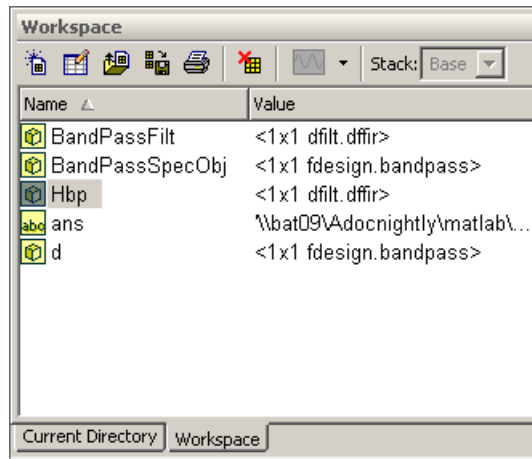 Workspace
Stack: Base
Name Value
BandPassFilt <1x1 dfilt.dffir>
BandPassSpecObj <1x1 fdesign.bandpass>
Hbp <1x1 dfilt.dffir>
abc ans '\\bat09\Adocnightly\matlab\...
d <1x1 fdesign.bandpass>
Current Directory Workspace